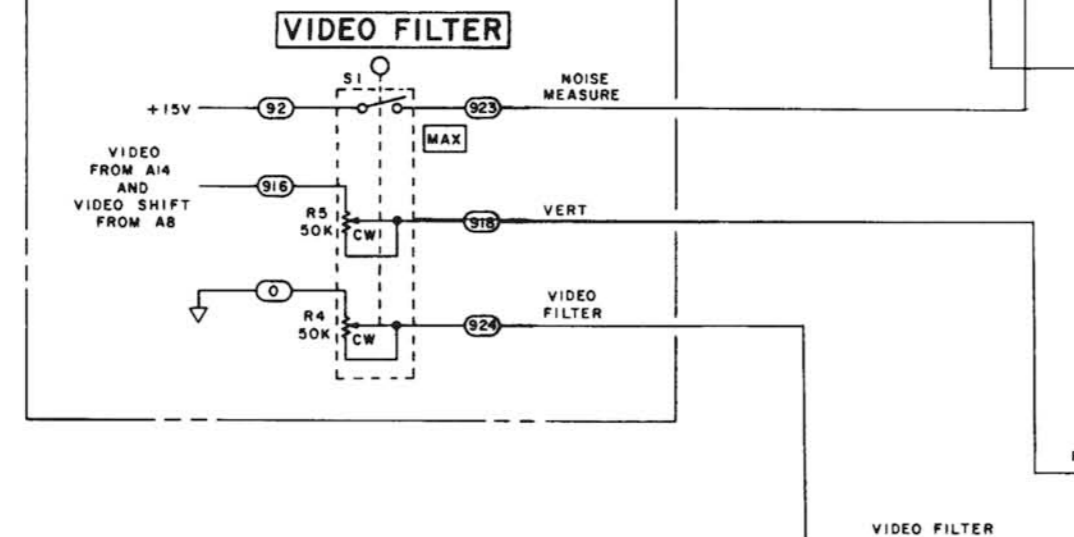 VIDEO FILTER
S1
NOISE
MEASURE
+15V
92
923
MAX
VIDEO
FROM A14
AND
VIDEO SHIFT
FROM A8
916
R5
50K
CW
918
VERT
0
R4
50K
CW
924
VIDEO
FILTER
VIDEO FILTER